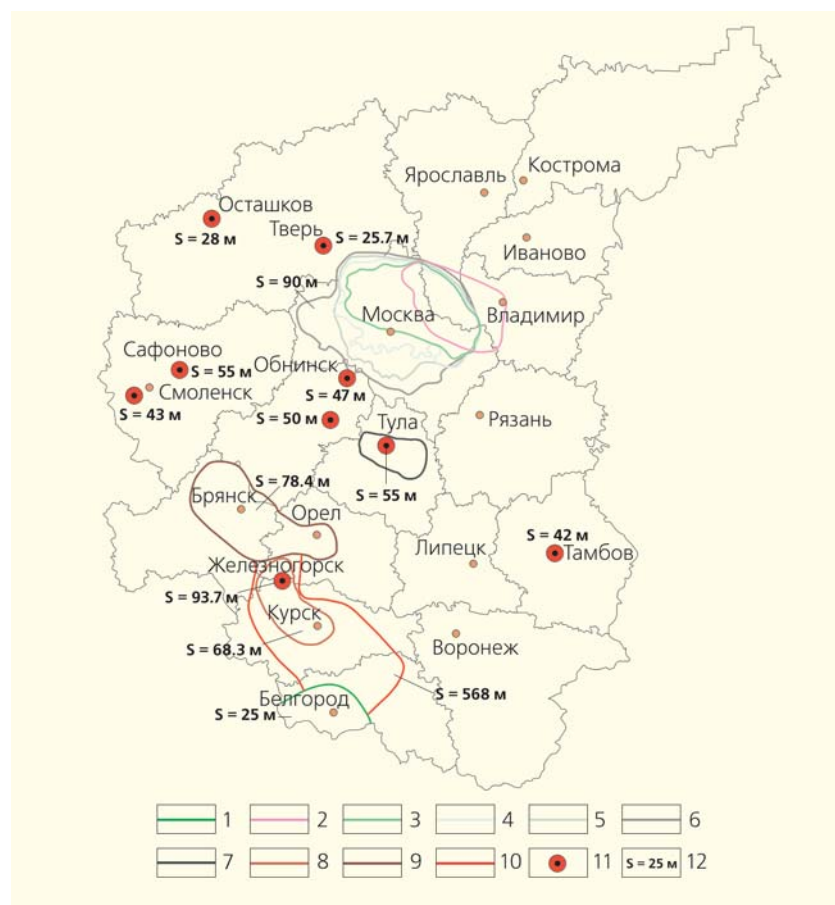 Ярославль
Кострома
Осташков
S = 28 м
Тверь
S = 25.7 м
Иваново
S = 90 м
Москва
Владимир
Сафоново
S = 55 м
Обнинск
Смоленск
S = 47 м
S = 43 м
S = 50 м
Тула
Рязань
S = 55 м
S = 78.4 м
Брянск
Орел
S = 42 м
Липецк
Тамбов
Железногорск
S = 93.7 м
Курск
S = 68.3 м
Воронеж
S = 568 м
Белгород
S = 25 м
1 2 3 4 5 6
7 8 9 10 11 S = 25 м 12